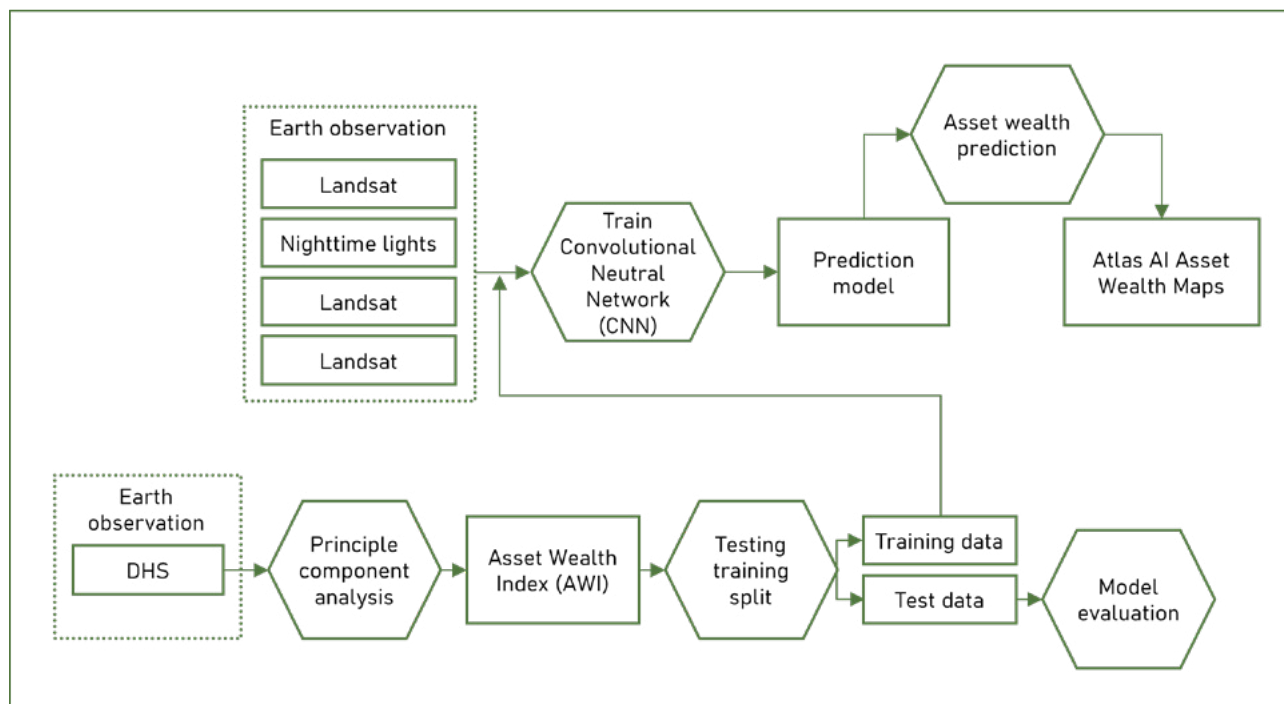 Earth observation
Landsat
Nighttime lights
Landsat
Landsat
Train
Convolutional
Neutral
Network
(CNN)
Prediction
model
Asset wealth
prediction
Atlas AI Asset
Wealth Maps
Earth
observation
DHS
Principle
component
analysis
Asset Wealth
Index (AWI)
Testing
training
split
Training data
Test data
Model
evaluation